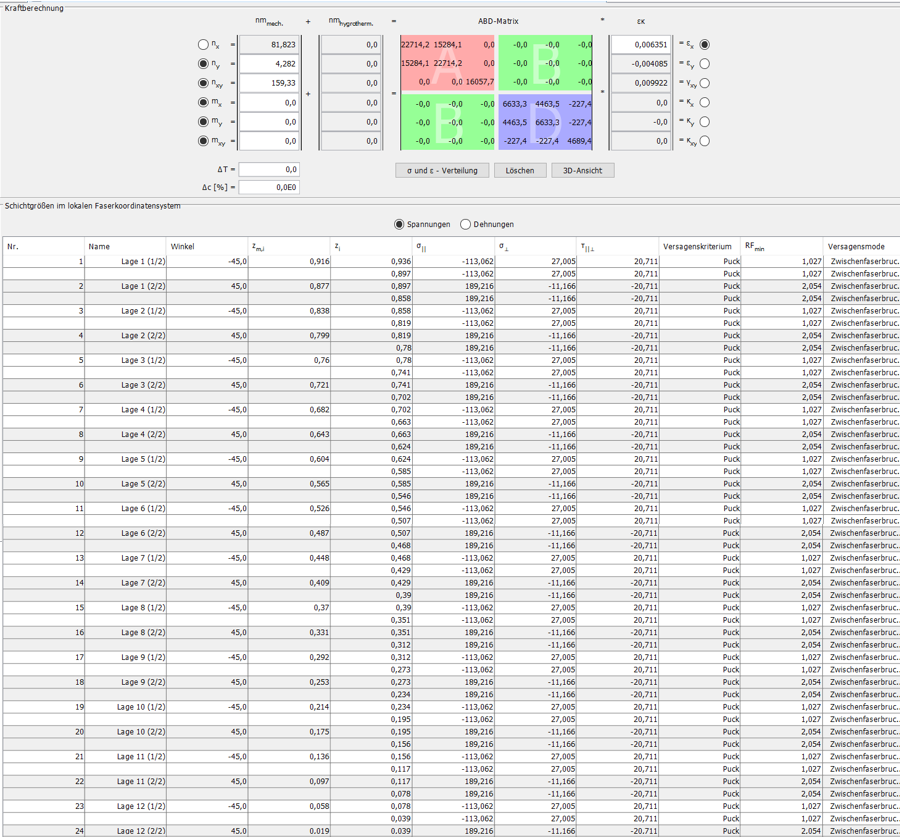 Kraftberechnung
nm mech. + nm hygrotherm. = ABD-Matrix * εκ
n x = 81,823 0,0 22714,2 15284,1 0,0 -0,0 -0,0 -0,0 0,006351 = ε x
n y = 4,282 0,0 15284,1 22714,2 0,0 -0,0 -0,0 -0,0 -0,004085 = ε y
n xy = 159,33 0,0 0,0 0,0 16057,7 -0,0 -0,0 -0,0 0,009922 = γ xy
A B
+ = *
m x = 0,0 0,0 -0,0 -0,0 -0,0 6633,3 4463,5 -227,4 0,0 = κ x
m y = 0,0 0,0 -0,0 -0,0 -0,0 4463,5 6633,3 -227,4 -0,0 = κ y
m xy = 0,0 0,0 -0,0 -0,0 -0,0 -227,4 -227,4 4689,4 0,0 = κ xy
B D
ΔT = 0,0 σ und ε - Verteilung Löschen 3D-Ansicht
Δc [%] = 0,0E0
Schichtgrößen im lokalen Faserkoordinatensystem
Spannungen Dehnungen
Nr. Name Winkel z m,i z i σ || σ ⊥ τ ||⊥ Versagenskriterium RF min Versagensmode
1 Lage 1 (1/2) -45,0 0,916 0,936 -113,062 27,005 20,711 Puck 1,027 Zwischenfaserbruc...
0,897 -113,062 27,005 20,711 Puck 1,027 Zwischenfaserbruc...
2 Lage 1 (2/2) 45,0 0,877 0,897 189,216 -11,166 -20,711 Puck 2,054 Zwischenfaserbruc...
0,858 189,216 -11,166 -20,711 Puck 2,054 Zwischenfaserbruc...
3 Lage 2 (1/2) -45,0 0,838 0,858 -113,062 27,005 20,711 Puck 1,027 Zwischenfaserbruc...
0,819 -113,062 27,005 20,711 Puck 1,027 Zwischenfaserbruc...
4 Lage 2 (2/2) 45,0 0,799 0,819 189,216 -11,166 -20,711 Puck 2,054 Zwischenfaserbruc...
0,78 189,216 -11,166 -20,711 Puck 2,054 Zwischenfaserbruc...
5 Lage 3 (1/2) -45,0 0,76 0,78 -113,062 27,005 20,711 Puck 1,027 Zwischenfaserbruc...
0,741 -113,062 27,005 20,711 Puck 1,027 Zwischenfaserbruc...
6 Lage 3 (2/2) 45,0 0,721 0,741 189,216 -11,166 -20,711 Puck 2,054 Zwischenfaserbruc...
0,702 189,216 -11,166 -20,711 Puck 2,054 Zwischenfaserbruc...
7 Lage 4 (1/2) -45,0 0,682 0,702 -113,062 27,005 20,711 Puck 1,027 Zwischenfaserbruc...
0,663 -113,062 27,005 20,711 Puck 1,027 Zwischenfaserbruc...
8 Lage 4 (2/2) 45,0 0,643 0,663 189,216 -11,166 -20,711 Puck 2,054 Zwischenfaserbruc...
0,624 189,216 -11,166 -20,711 Puck 2,054 Zwischenfaserbruc...
9 Lage 5 (1/2) -45,0 0,604 0,624 -113,062 27,005 20,711 Puck 1,027 Zwischenfaserbruc...
0,585 -113,062 27,005 20,711 Puck 1,027 Zwischenfaserbruc...
10 Lage 5 (2/2) 45,0 0,565 0,585 189,216 -11,166 -20,711 Puck 2,054 Zwischenfaserbruc...
0,546 189,216 -11,166 -20,711 Puck 2,054 Zwischenfaserbruc...
11 Lage 6 (1/2) -45,0 0,526 0,546 -113,062 27,005 20,711 Puck 1,027 Zwischenfaserbruc...
0,507 -113,062 27,005 20,711 Puck 1,027 Zwischenfaserbruc...
12 Lage 6 (2/2) 45,0 0,487 0,507 189,216 -11,166 -20,711 Puck 2,054 Zwischenfaserbruc...
0,468 189,216 -11,166 -20,711 Puck 2,054 Zwischenfaserbruc...
13 Lage 7 (1/2) -45,0 0,448 0,468 -113,062 27,005 20,711 Puck 1,027 Zwischenfaserbruc...
0,429 -113,062 27,005 20,711 Puck 1,027 Zwischenfaserbruc...
14 Lage 7 (2/2) 45,0 0,409 0,429 189,216 -11,166 -20,711 Puck 2,054 Zwischenfaserbruc...
0,39 189,216 -11,166 -20,711 Puck 2,054 Zwischenfaserbruc...
15 Lage 8 (1/2) -45,0 0,37 0,39 -113,062 27,005 20,711 Puck 1,027 Zwischenfaserbruc...
0,351 -113,062 27,005 20,711 Puck 1,027 Zwischenfaserbruc...
16 Lage 8 (2/2) 45,0 0,331 0,351 189,216 -11,166 -20,711 Puck 2,054 Zwischenfaserbruc...
0,312 189,216 -11,166 -20,711 Puck 2,054 Zwischenfaserbruc...
17 Lage 9 (1/2) -45,0 0,292 0,312 -113,062 27,005 20,711 Puck 1,027 Zwischenfaserbruc...
0,273 -113,062 27,005 20,711 Puck 1,027 Zwischenfaserbruc...
18 Lage 9 (2/2) 45,0 0,253 0,273 189,216 -11,166 -20,711 Puck 2,054 Zwischenfaserbruc...
0,234 189,216 -11,166 -20,711 Puck 2,054 Zwischenfaserbruc...
19 Lage 10 (1/2) -45,0 0,214 0,234 -113,062 27,005 20,711 Puck 1,027 Zwischenfaserbruc...
0,195 -113,062 27,005 20,711 Puck 1,027 Zwischenfaserbruc...
20 Lage 10 (2/2) 45,0 0,175 0,195 189,216 -11,166 -20,711 Puck 2,054 Zwischenfaserbruc...
0,156 189,216 -11,166 -20,711 Puck 2,054 Zwischenfaserbruc...
21 Lage 11 (1/2) -45,0 0,136 0,156 -113,062 27,005 20,711 Puck 1,027 Zwischenfaserbruc...
0,117 -113,062 27,005 20,711 Puck 1,027 Zwischenfaserbruc...
22 Lage 11 (2/2) 45,0 0,097 0,117 189,216 -11,166 -20,711 Puck 2,054 Zwischenfaserbruc...
0,078 189,216 -11,166 -20,711 Puck 2,054 Zwischenfaserbruc...
23 Lage 12 (1/2) -45,0 0,058 0,078 -113,062 27,005 20,711 Puck 1,027 Zwischenfaserbruc...
0,039 -113,062 27,005 20,711 Puck 1,027 Zwischenfaserbruc...
24 Lage 12 (2/2) 45,0 0,019 0,039 189,216 -11,166 -20,711 Puck 2,054 Zwischenfaserbruc...